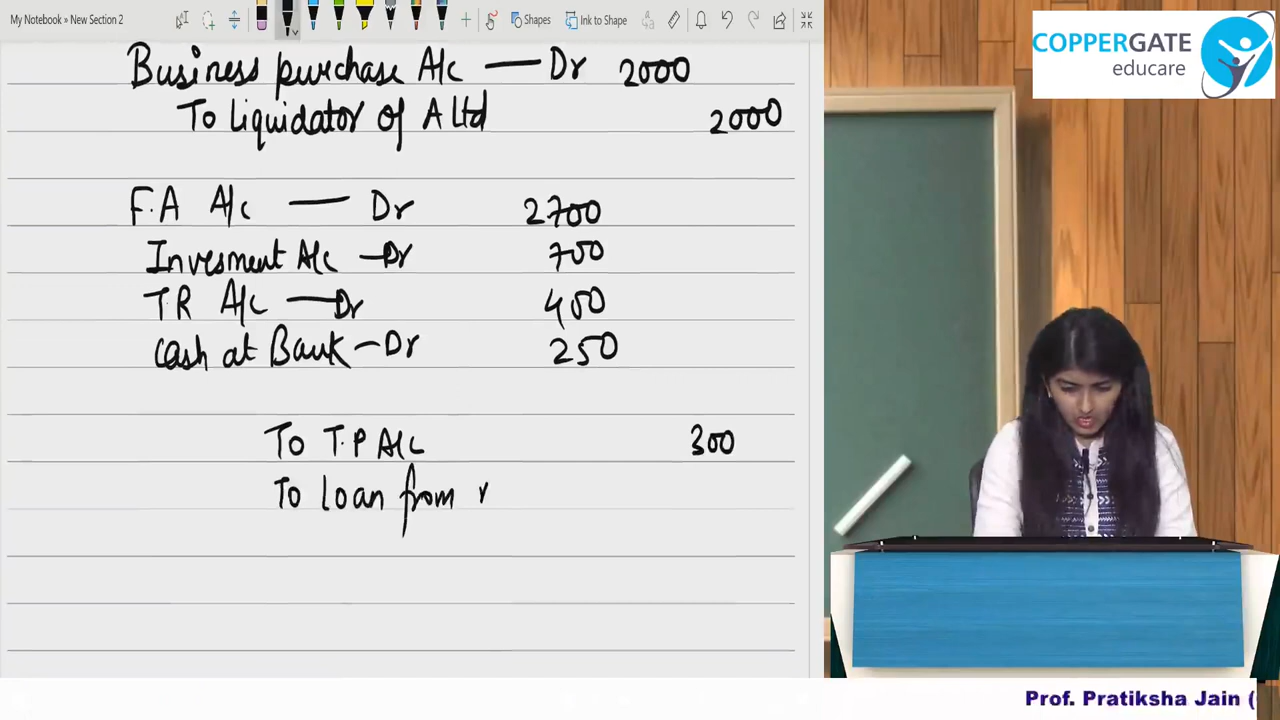 My Notebook » New Section 2
Shapes
Ink to Shape
COPPERGATE
educare
Business purchase A/c — Dr 2000
To Liquidator of A Ltd 2000
F.A A/c — Dr 2700
Invesment A/c — Dr 700
T.R A/c — Dr 400
Cash at Bank — Dr 250
To T.P A/c 300
To loan from
Prof. Pratiksha Jain (